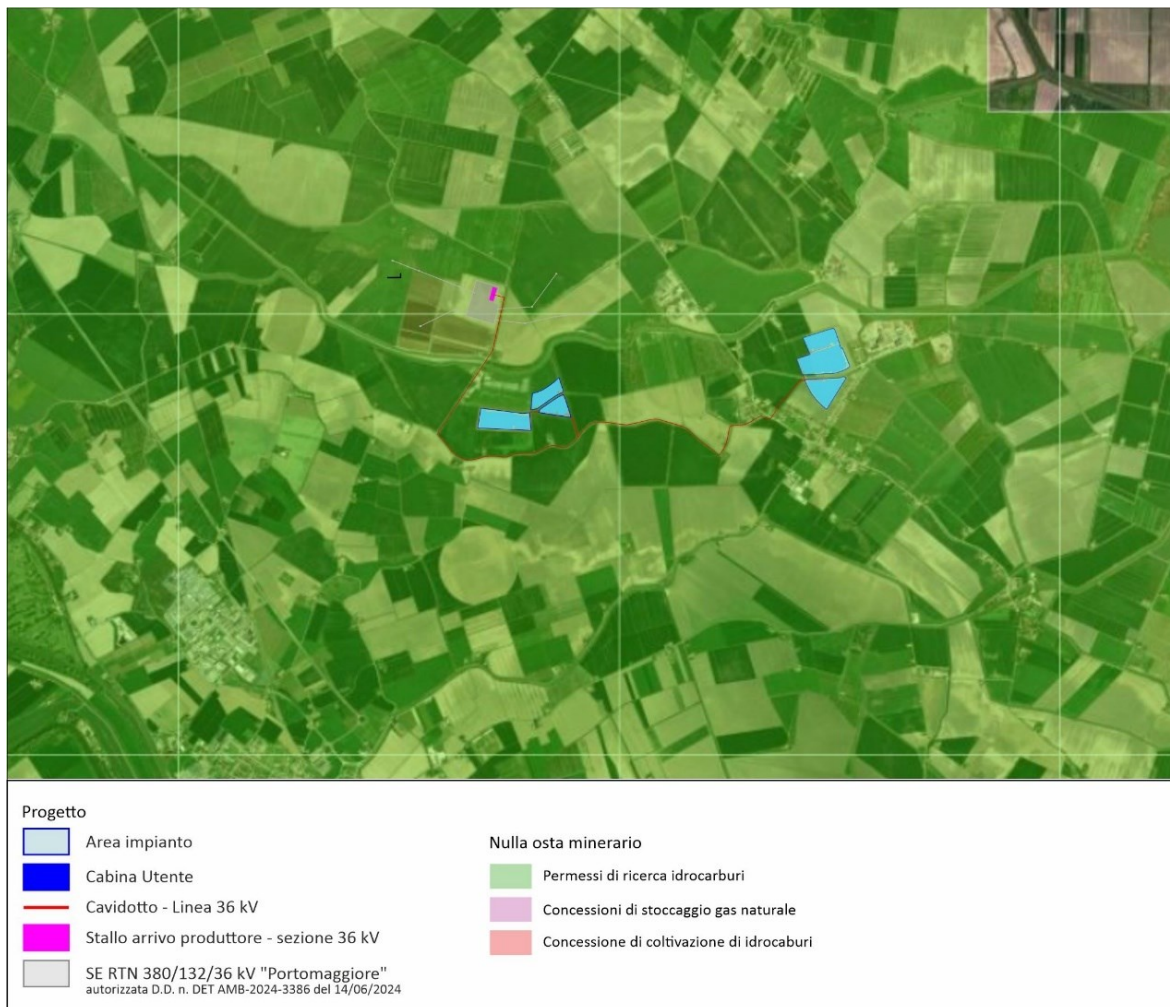 Progetto
Area impianto
Cabina Utente
Cavidotto - Linea 36 kV
Stallo arrivo produttore - sezione 36 kV
SE RTN 380/132/36 kV "Portomaggiore"
autorizzata D.D. n. DET AMB-2024-3386 del 14/06/2024
Nulla osta minerario
Permessi di ricerca idrocarburi
Concessioni di stoccaggio gas naturale
Concessione di coltivazione di idrocaburi